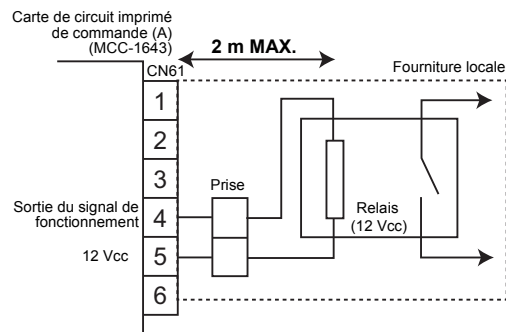 Carte de circuit imprimé
de commande (A)
(MCC-1643)
2 m MAX.
CN61
Fourniture locale
1
2
3
4
5
6
Prise
Sortie du signal de
fonctionnement
12 Vcc
Relais
(12 Vcc)